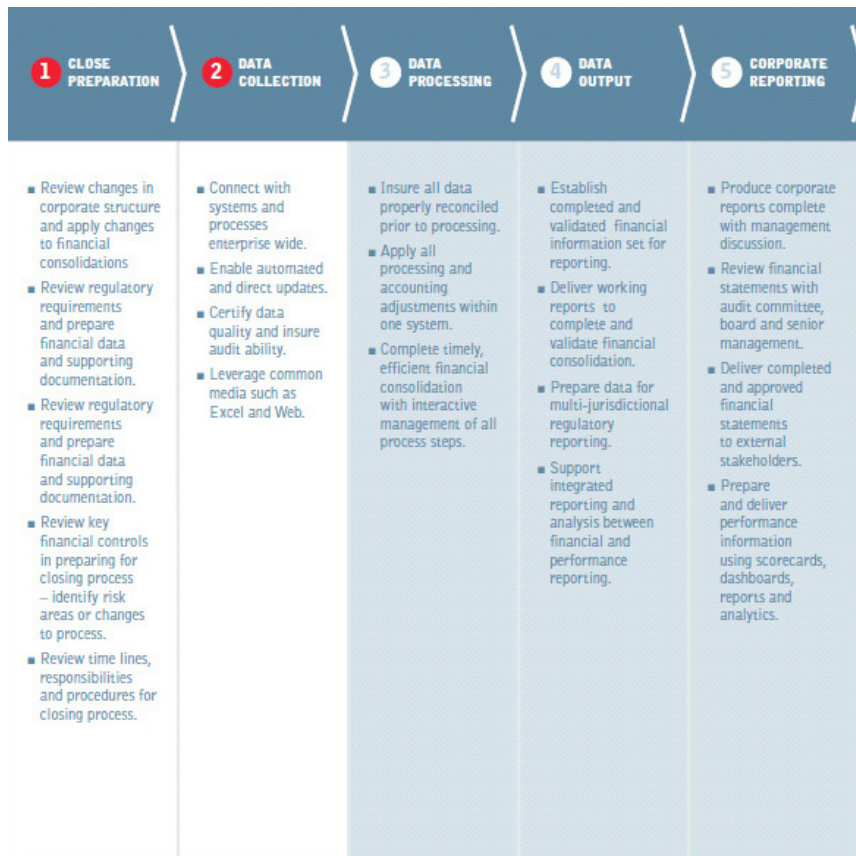 1 CLOSE
PREPARATION
2 DATA
COLLECTION
3 DATA
PROCESSING
4 DATA
OUTPUT
5 CORPORATE
REPORTING
▪ Review changes in
corporate structure
and apply changes
to financial
consolidations
▪ Review regulatory
requirements
and prepare
financial data
and supporting
documentation.
▪ Review regulatory
requirements
and prepare
financial data
and supporting
documentation.
▪ Review key
financial controls
in preparing for
closing process
– identify risk
areas or changes
to process.
▪ Review time lines,
responsibilities
and procedures for
closing process.
▪ Connect with
systems and
processes
enterprise wide.
▪ Enable automated
and direct updates.
▪ Certify data
quality and insure
audit ability.
▪ Leverage common
media such as
Excel and Web.
▪ Insure all data
properly reconciled
prior to processing.
▪ Apply all
processing and
accounting
adjustments within
one system.
▪ Complete timely,
efficient financial
consolidation
with interactive
management of all
process steps.
▪ Establish
completed and
validated financial
information set for
reporting.
▪ Deliver working
reports to
complete and
validate financial
consolidation.
▪ Prepare data for
multi-jurisdictional
regulatory
reporting.
▪ Support
integrated
reporting and
analysis between
financial and
performance
reporting.
▪ Produce corporate
reports complete
with management
discussion.
▪ Review financial
statements with
audit committee,
board and senior
management.
▪ Deliver completed
and approved
financial
statements
to external
stakeholders.
▪ Prepare
and deliver
performance
information
using scorecards,
dashboards,
reports and
analytics.